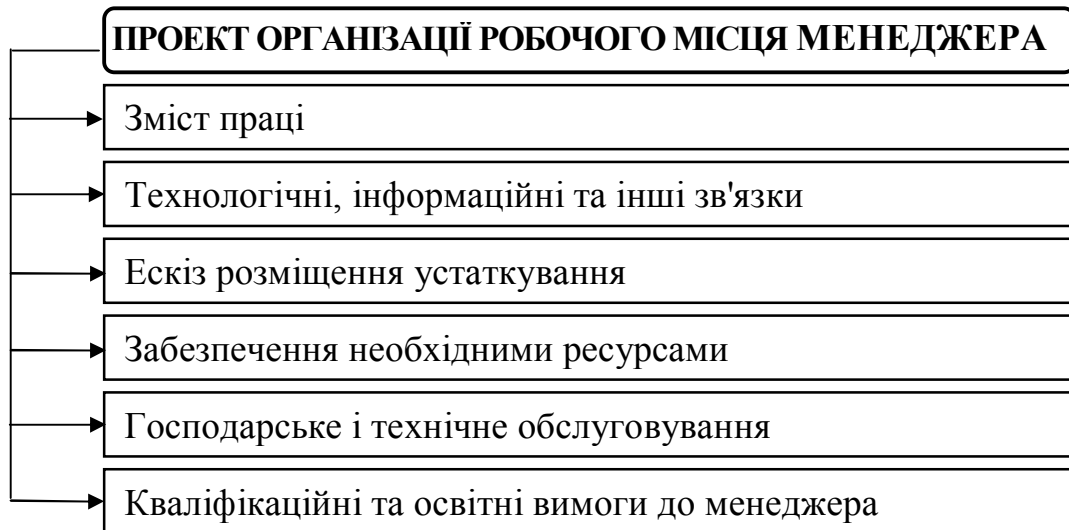 ПРОЕКТ ОРГАНІЗАЦІЇ РОБОЧОГО МІСЦЯ МЕНЕДЖЕРА
Зміст праці
Технологічні, інформаційні та інші зв'язки
Ескіз розміщення устаткування
Забезпечення необхідними ресурсами
Господарське і технічне обслуговування
Кваліфікаційні та освітні вимоги до менеджера